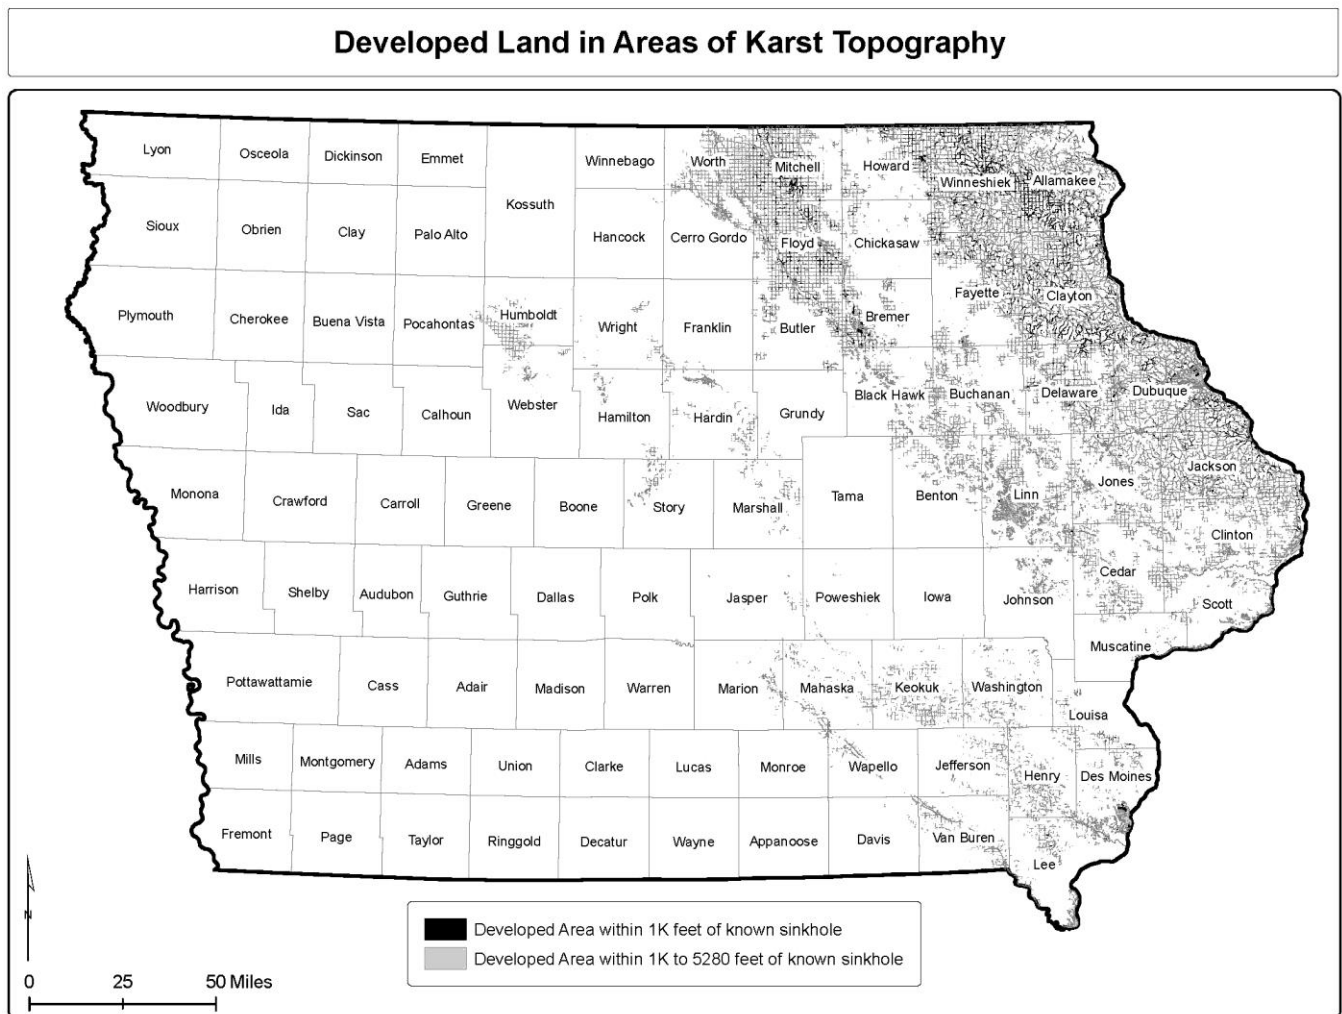 Developed Land in Areas of Karst Topography
Lyon
Osceola
Dickinson
Emmet
Winnebago
Worth
Mitchell
Howard
Winneshiek
Allamakee
Kossuth
Sioux
Obrien
Clay
Palo Alto
Hancock
Cerro Gordo
Floyd
Chickasaw
Fayette
Clayton
Plymouth
Cherokee
Buena Vista
Pocahontas
Humboldt
Wright
Franklin
Butler
Bremer
Woodbury
Ida
Sac
Calhoun
Webster
Hamilton
Hardin
Grundy
Black Hawk
Buchanan
Delaware
Dubuque
Monona
Crawford
Carroll
Greene
Boone
Story
Marshall
Tama
Benton
Linn
Jones
Jackson
Clinton
Harrison
Shelby
Audubon
Guthrie
Dallas
Polk
Jasper
Poweshiek
Iowa
Johnson
Cedar
Scott
Muscatine
Pottawattamie
Cass
Adair
Madison
Warren
Marion
Mahaska
Keokuk
Washington
Louisa
Mills
Montgomery
Adams
Union
Clarke
Lucas
Monroe
Wapello
Jefferson
Henry
Des Moines
Fremont
Page
Taylor
Ringgold
Decatur
Wayne
Appanoose
Davis
Van Buren
Lee
N
Developed Area within 1K feet of known sinkhole
Developed Area within 1K to 5280 feet of known sinkhole
0 25 50 Miles